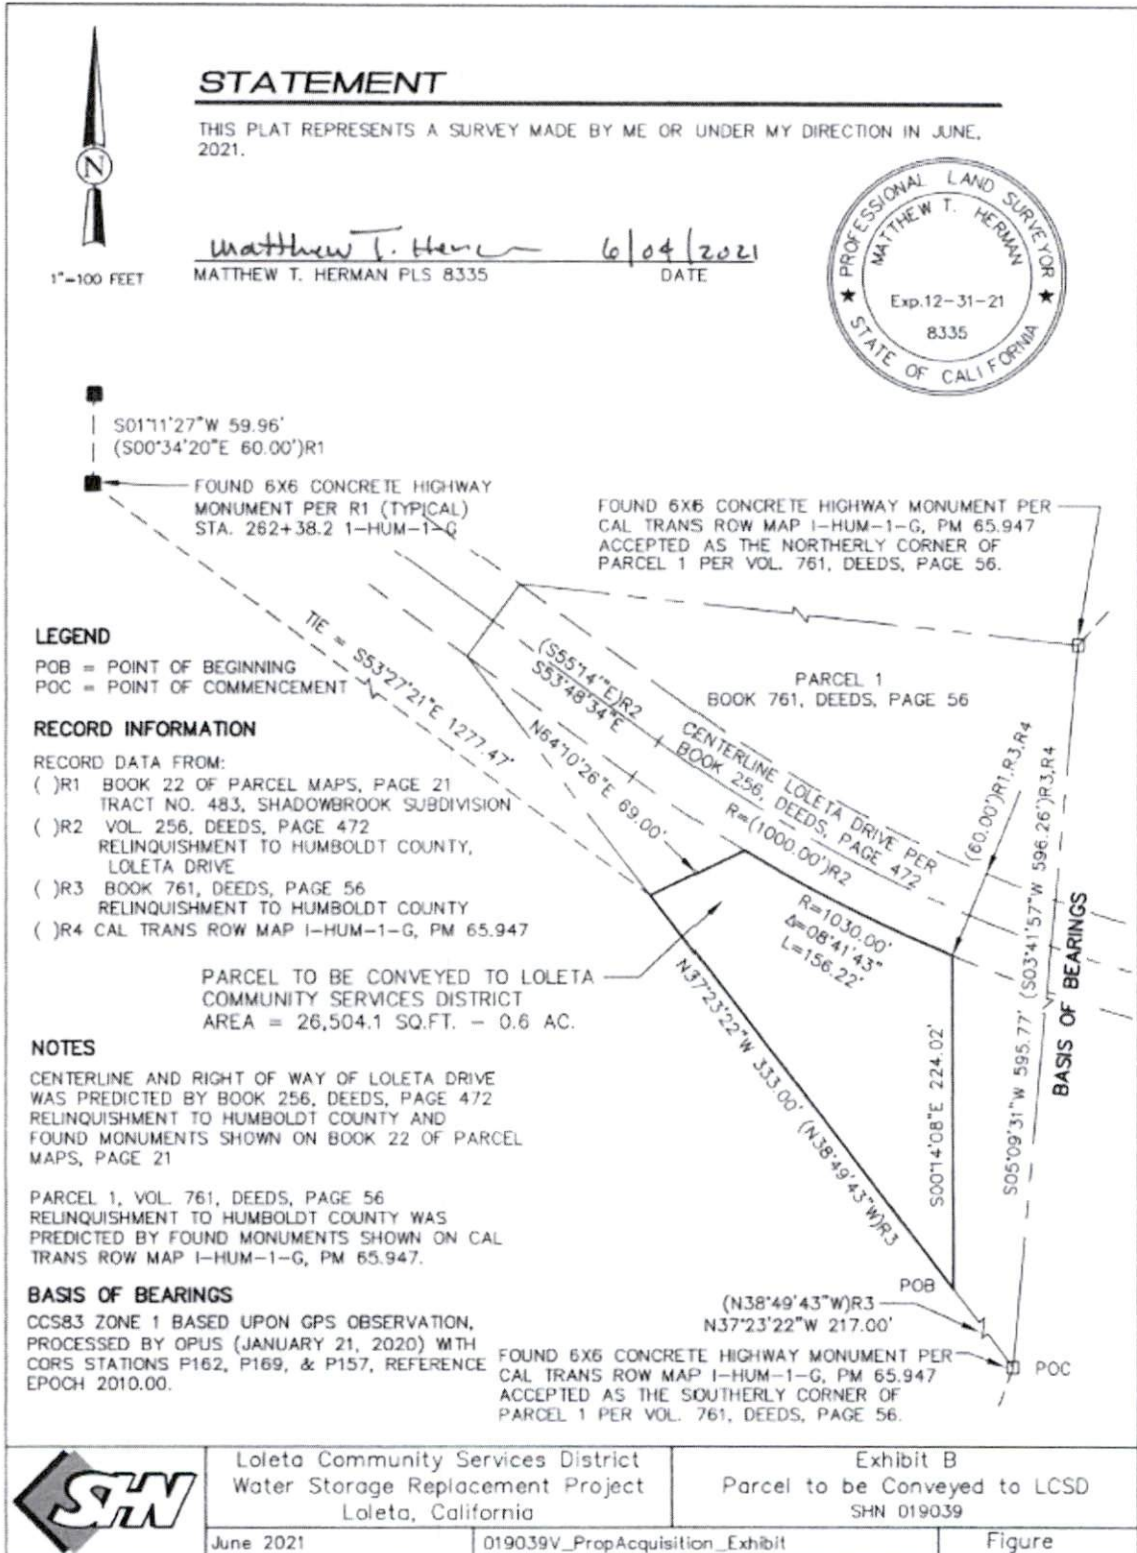 STATEMENT
THIS PLAT REPRESENTS A SURVEY MADE BY ME OR UNDER MY DIRECTION IN JUNE,
2021.
N
1"=100 FEET
Matthew T. Herman 6/04/2021
MATTHEW T. HERMAN PLS 8335 DATE
PROFESSIONAL LAND SURVEYOR
MATTHEW T. HERMAN
Exp.12-31-21
8335
★ STATE OF CALIFORNIA ★
S01°11'27"W 59.96'
(S00°34'20"E 60.00')R1
FOUND 6X6 CONCRETE HIGHWAY
MONUMENT PER R1 (TYPICAL)
STA. 262+38.2 1-HUM-1-G
FOUND 6X6 CONCRETE HIGHWAY MONUMENT PER
CAL TRANS ROW MAP I-HUM-1-G, PM 65.947
ACCEPTED AS THE NORTHERLY CORNER OF
PARCEL 1 PER VOL. 761, DEEDS, PAGE 56.
LEGEND
POB = POINT OF BEGINNING
POC = POINT OF COMMENCEMENT
TIE = S53°27'21"E 1277.47'
(S55°14'"E)R2
S53°48'34"E
CENTERLINE LOLETA DRIVE PER
BOOK 256, DEEDS, PAGE 472
PARCEL 1
BOOK 761, DEEDS, PAGE 56
RECORD INFORMATION
RECORD DATA FROM:
( )R1 BOOK 22 OF PARCEL MAPS, PAGE 21
TRACT NO. 483, SHADOWBROOK SUBDIVISION
( )R2 VOL. 256, DEEDS, PAGE 472
RELINQUISHMENT TO HUMBOLDT COUNTY,
LOLETA DRIVE
( )R3 BOOK 761, DEEDS, PAGE 56
RELINQUISHMENT TO HUMBOLDT COUNTY
( )R4 CAL TRANS ROW MAP I-HUM-1-G, PM 65.947
N64°10'26"E 69.00'
R=(1000.00')R2
R=1030.00'
Δ=08°41'43"
L=156.22'
(60.00')R1,R3,R4
S05°09'31"W 595.77' (S03°41'57"W 596.26')R3,R4
BASIS OF BEARINGS
PARCEL TO BE CONVEYED TO LOLETA
COMMUNITY SERVICES DISTRICT
AREA = 26,504.1 SQ.FT. - 0.6 AC.
N37°23'22"W 333.00' (N38°49'43"W)R3
S00°14'08"E 224.02'
NOTES
CENTERLINE AND RIGHT OF WAY OF LOLETA DRIVE
WAS PREDICTED BY BOOK 256, DEEDS, PAGE 472
RELINQUISHMENT TO HUMBOLDT COUNTY AND
FOUND MONUMENTS SHOWN ON BOOK 22 OF PARCEL
MAPS, PAGE 21
PARCEL 1, VOL. 761, DEEDS, PAGE 56
RELINQUISHMENT TO HUMBOLDT COUNTY WAS
PREDICTED BY FOUND MONUMENTS SHOWN ON CAL
TRANS ROW MAP I-HUM-1-G, PM 65.947.
BASIS OF BEARINGS
CCS83 ZONE 1 BASED UPON GPS OBSERVATION,
PROCESSED BY OPUS (JANUARY 21, 2020) WITH
CORS STATIONS P162, P169, & P157, REFERENCE
EPOCH 2010.00.
POB
(N38°49'43"W)R3
N37°23'22"W 217.00'
FOUND 6X6 CONCRETE HIGHWAY MONUMENT PER
CAL TRANS ROW MAP I-HUM-1-G, PM 65.947
ACCEPTED AS THE SOUTHERLY CORNER OF
PARCEL 1 PER VOL. 761, DEEDS, PAGE 56.
POC
SHN
Loleta Community Services District
Water Storage Replacement Project
Loleta, California
Exhibit B
Parcel to be Conveyed to LCSD
SHN 019039
June 2021
019039V_PropAcquisition_Exhibit
Figure